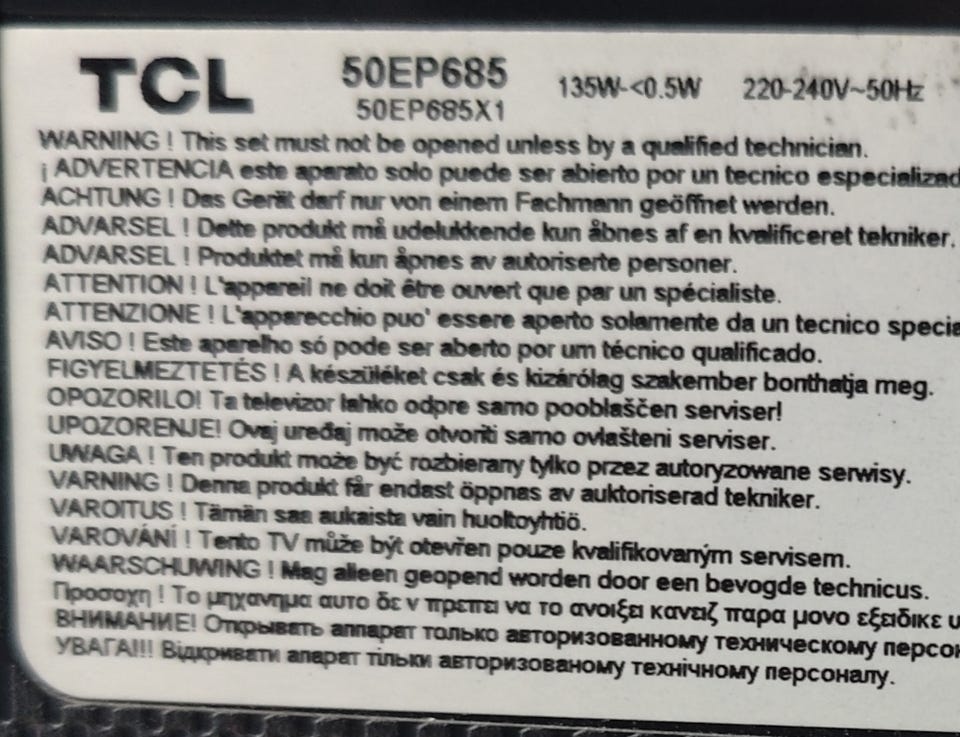 TCL 50EP685 135W-<0.5W 220-240V~50Hz
50EP685X1
WARNING ! This set must not be opened unless by a qualified technician.
¡ ADVERTENCIA este aparato solo puede ser abierto por un tecnico especializad
ACHTUNG ! Das Gerät darf nur von einem Fachmann geöffnet werden.
ADVARSEL ! Dette produkt må udelukkende kun åbnes af en kvalificeret tekniker.
ADVARSEL ! Produktet må kun åpnes av autoriserte personer.
ATTENTION ! L'appareil ne doit être ouvert que par un spécialiste.
ATTENZIONE ! L'apparecchio puo' essere aperto solamente da un tecnico specia
AVISO ! Este aparelho só pode ser aberto por um técnico qualificado.
FIGYELMEZTETÉS ! A készüléket csak és kizárólag szakember bonthatja meg.
OPOZORILO! Ta televizor lahko odpre samo pooblaščen serviser!
UPOZORENJE! Ovaj uređaj može otvoriti samo ovlašteni serviser.
UWAGA ! Ten produkt może być rozbierany tylko przez autoryzowane serwisy.
VARNING ! Denna produkt får endast öppnas av auktoriserad tekniker.
VAROITUS ! Tämän saa aukaista vain huoltoyhtiö.
VAROVÁNÍ ! Tento TV může být otevřen pouze kvalifikovaným servisem.
WAARSCHUWING ! Mag alleen geopend worden door een bevogde technicus.
Προσοχη ! Το μηχανημα αυτο δε ν πρεπει να το ανοιξει κανεις παρα μονο εξειδικε υ
ВНИМАНИЕ! Открывать аппарат только авторизованному техническому персон
УВАГА!!! Відкривати апарат тільки авторизованому технічному персоналу.